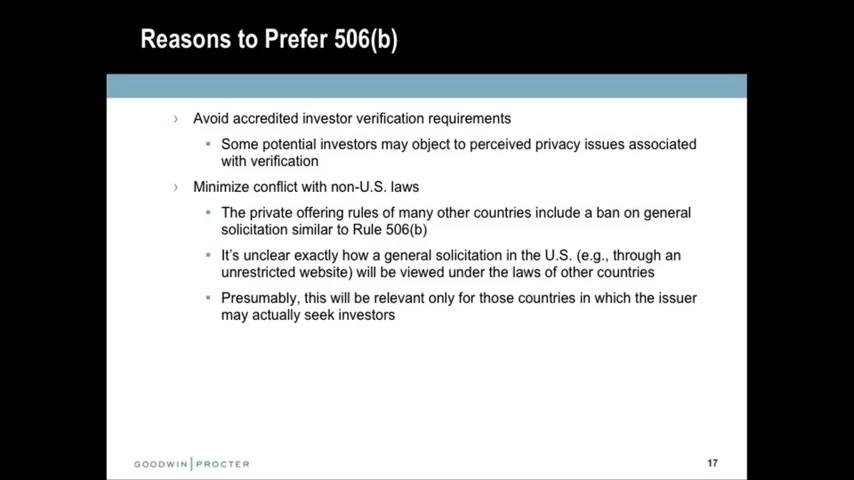 Reasons to Prefer 506(b)
› Avoid accredited investor verification requirements
▪ Some potential investors may object to perceived privacy issues associated
with verification
› Minimize conflict with non-U.S. laws
▪ The private offering rules of many other countries include a ban on general
solicitation similar to Rule 506(b)
▪ It's unclear exactly how a general solicitation in the U.S. (e.g., through an
unrestricted website) will be viewed under the laws of other countries
▪ Presumably, this will be relevant only for those countries in which the issuer
may actually seek investors
GOODWIN | PROCTER
17